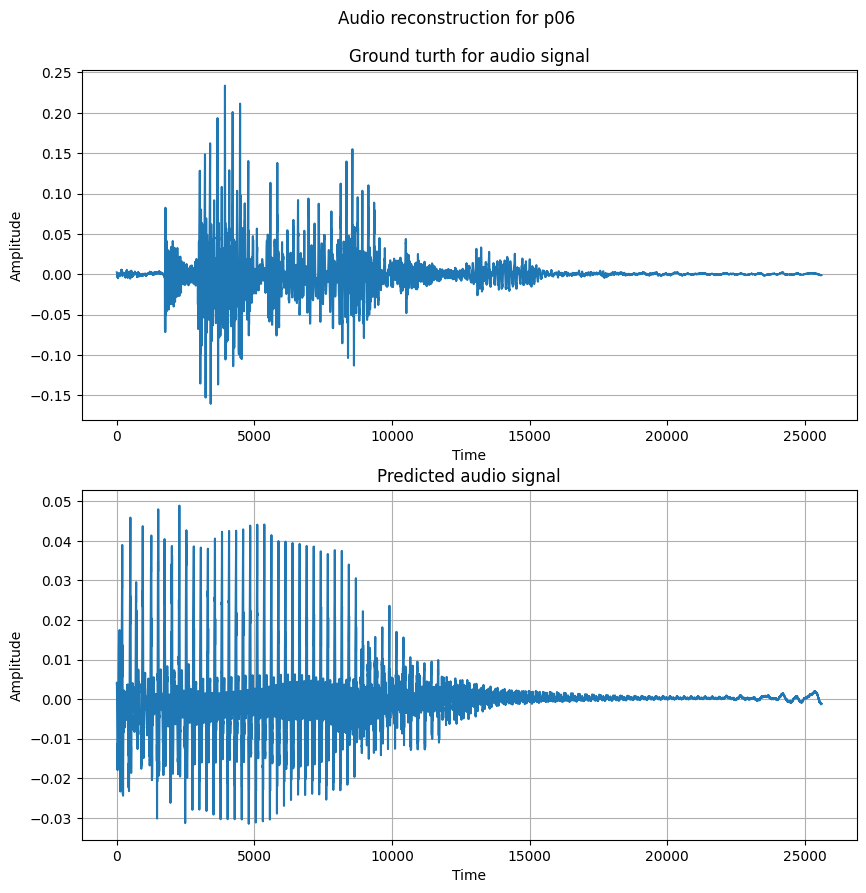 Audio reconstruction for p06
Ground turth for audio signal
0.25
0.20
0.15
0.10
0.05
0.00
−0.05
−0.10
−0.15
Amplitude
0 5000 10000 15000 20000 25000
Time
Predicted audio signal
0.05
0.04
0.03
0.02
0.01
0.00
−0.01
−0.02
−0.03
Amplitude
0 5000 10000 15000 20000 25000
Time